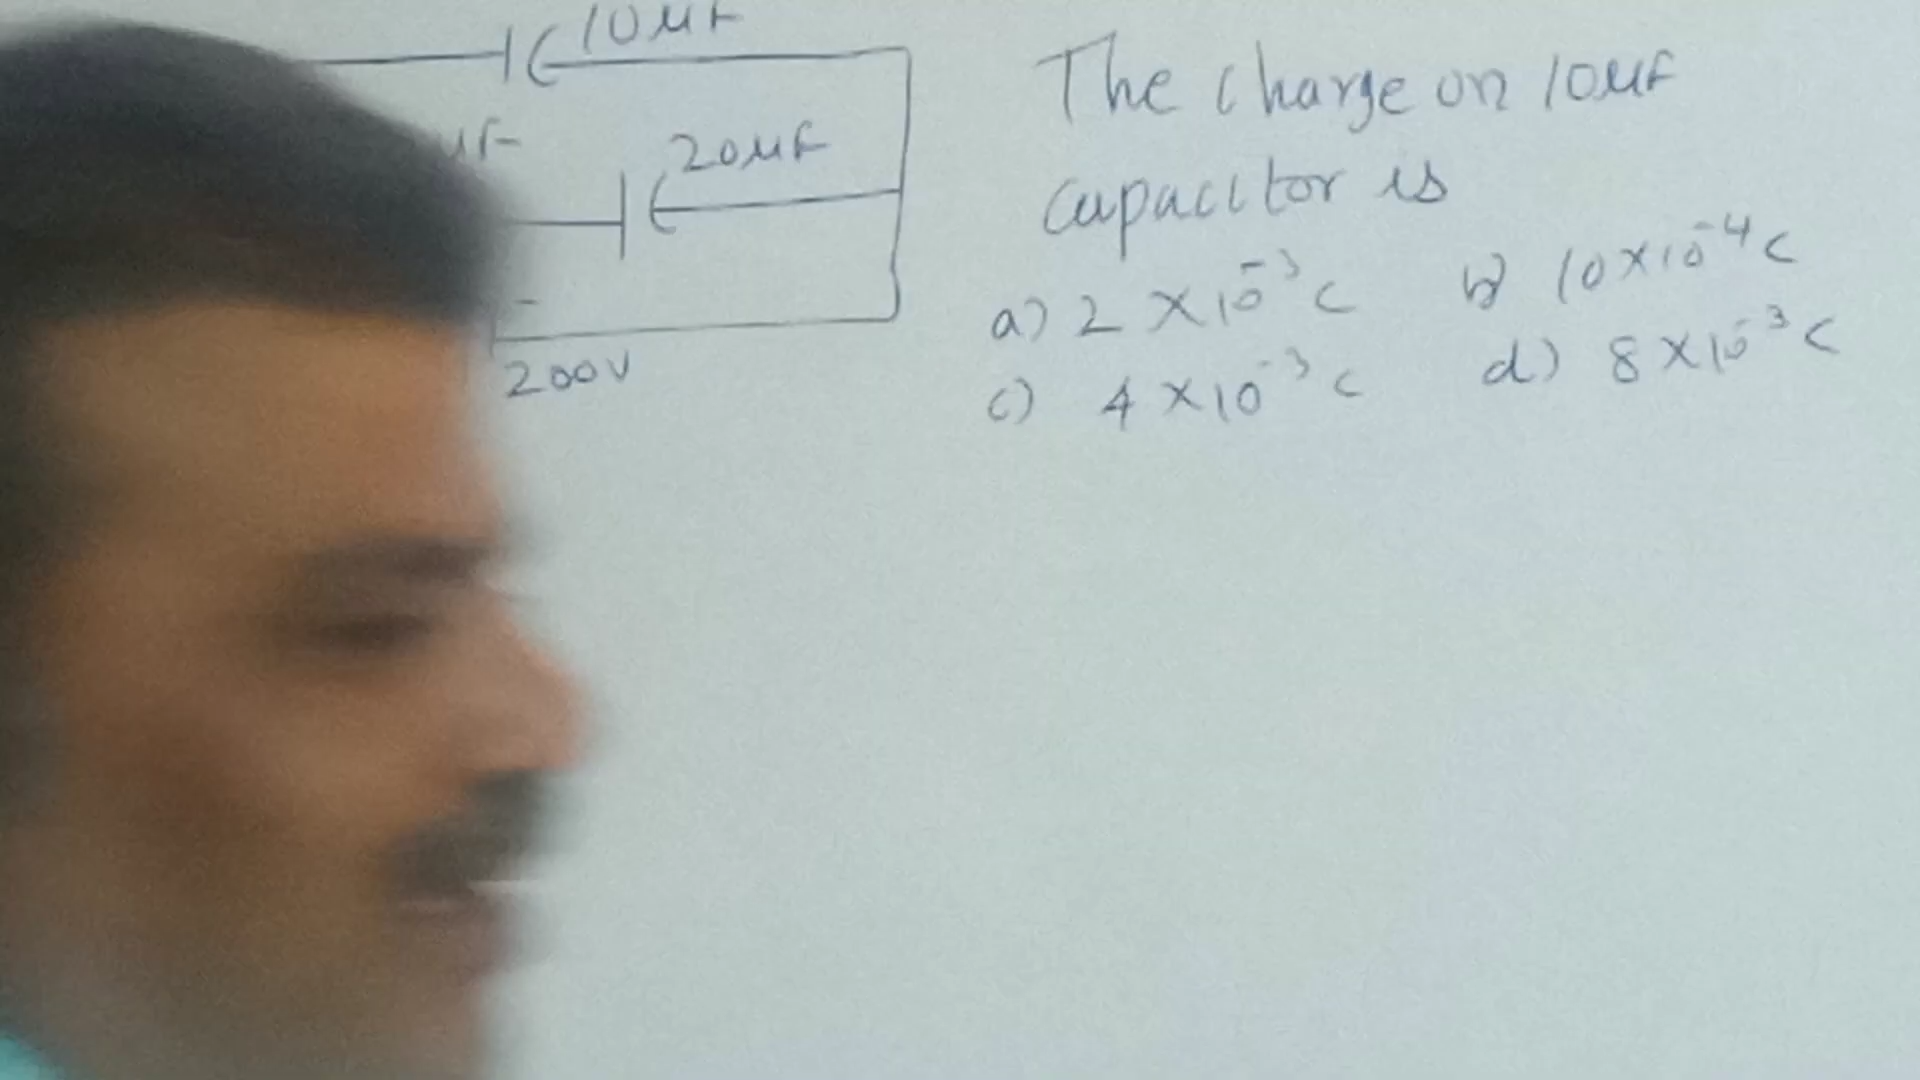 10μF
μF
20μF
-
200V
The charge on 10μF
capacitor is
a) 2 × 10⁻³ C b) 10×10⁻⁴ C
c) 4 ×10⁻³ C d) 8 ×10⁻³ C